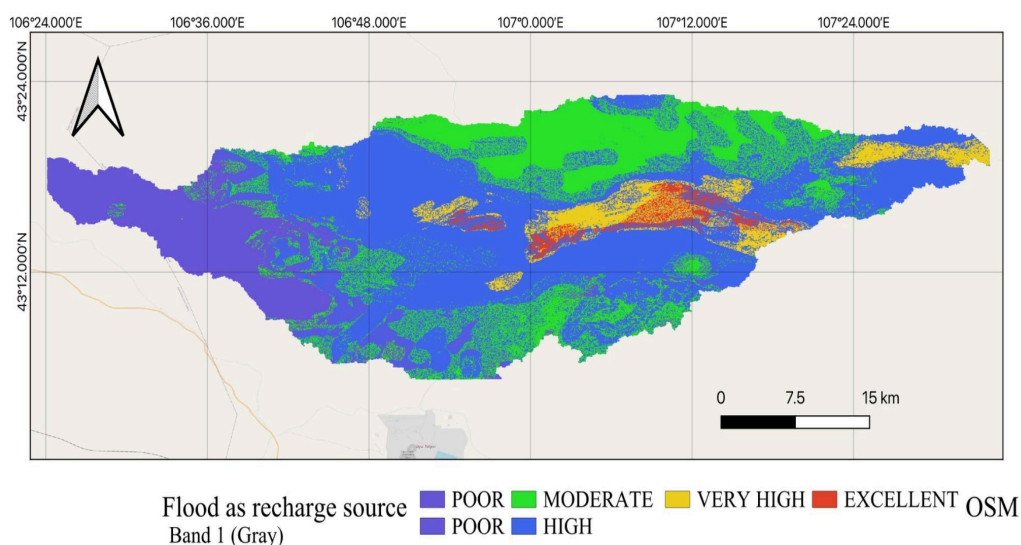 106°24.000'E 106°36.000'E 106°48.000'E 107°0.000'E 107°12.000'E 107°24.000'E
43°24.000'N
43°12.000'N
0 7.5 15 km
Flood as recharge source POOR MODERATE VERY HIGH EXCELLENT OSM
Band 1 (Gray) POOR HIGH